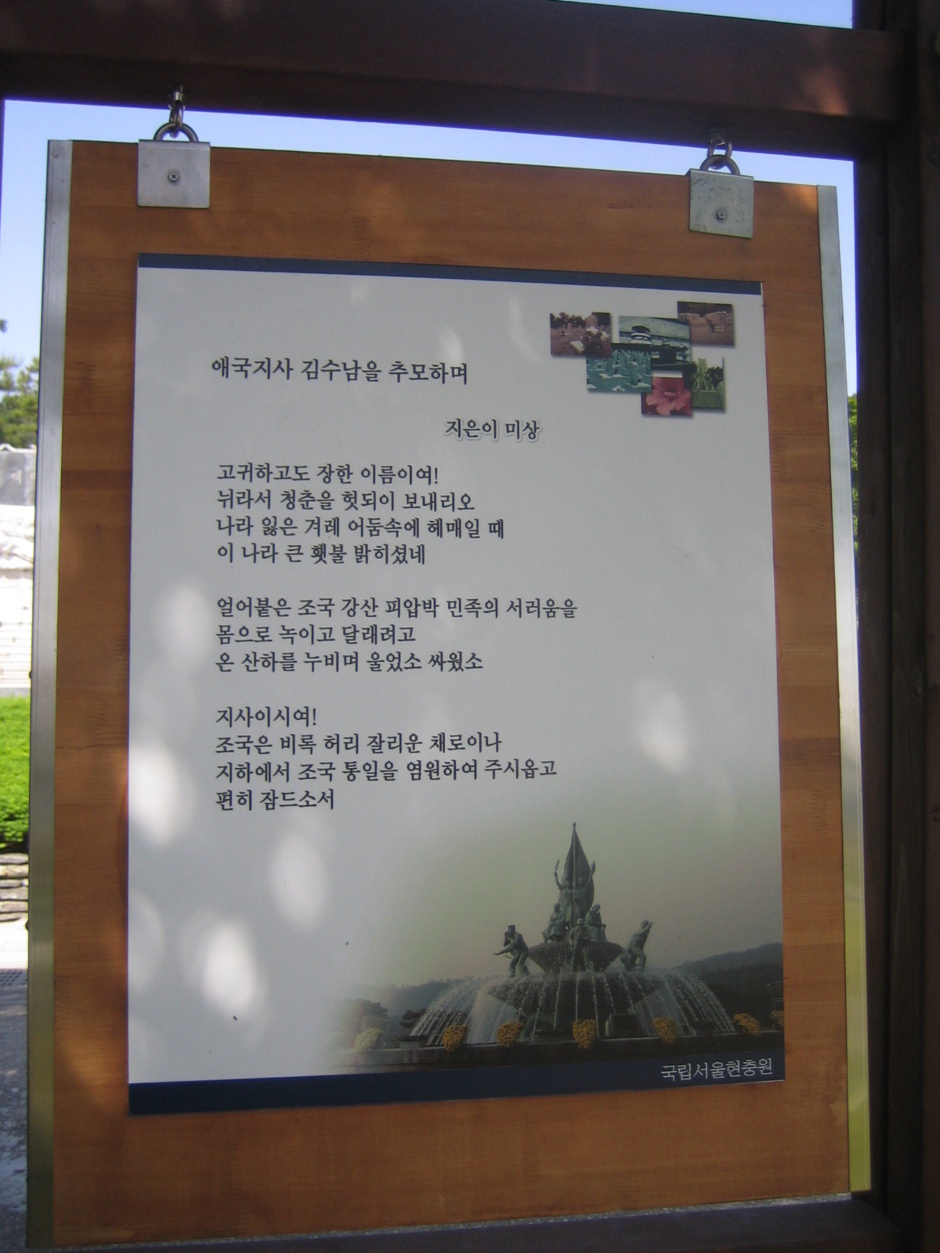 애국지사 김수남을 추모하며
지은이 미상
고귀하고도 장한 이름이여!
뉘라서 청춘을 헛되이 보내리오
나라 잃은 겨레 어둠속에 헤매일 때
이 나라 큰 횃불 밝히셨네
얼어붙은 조국 강산 피압박 민족의 서러움을
몸으로 녹이고 달래려고
온 산하를 누비며 울었소 싸웠소
지사이시여!
조국은 비록 허리 잘리운 채로이나
지하에서 조국 통일을 염원하여 주시옵고
편히 잠드소서
국립서울현충원